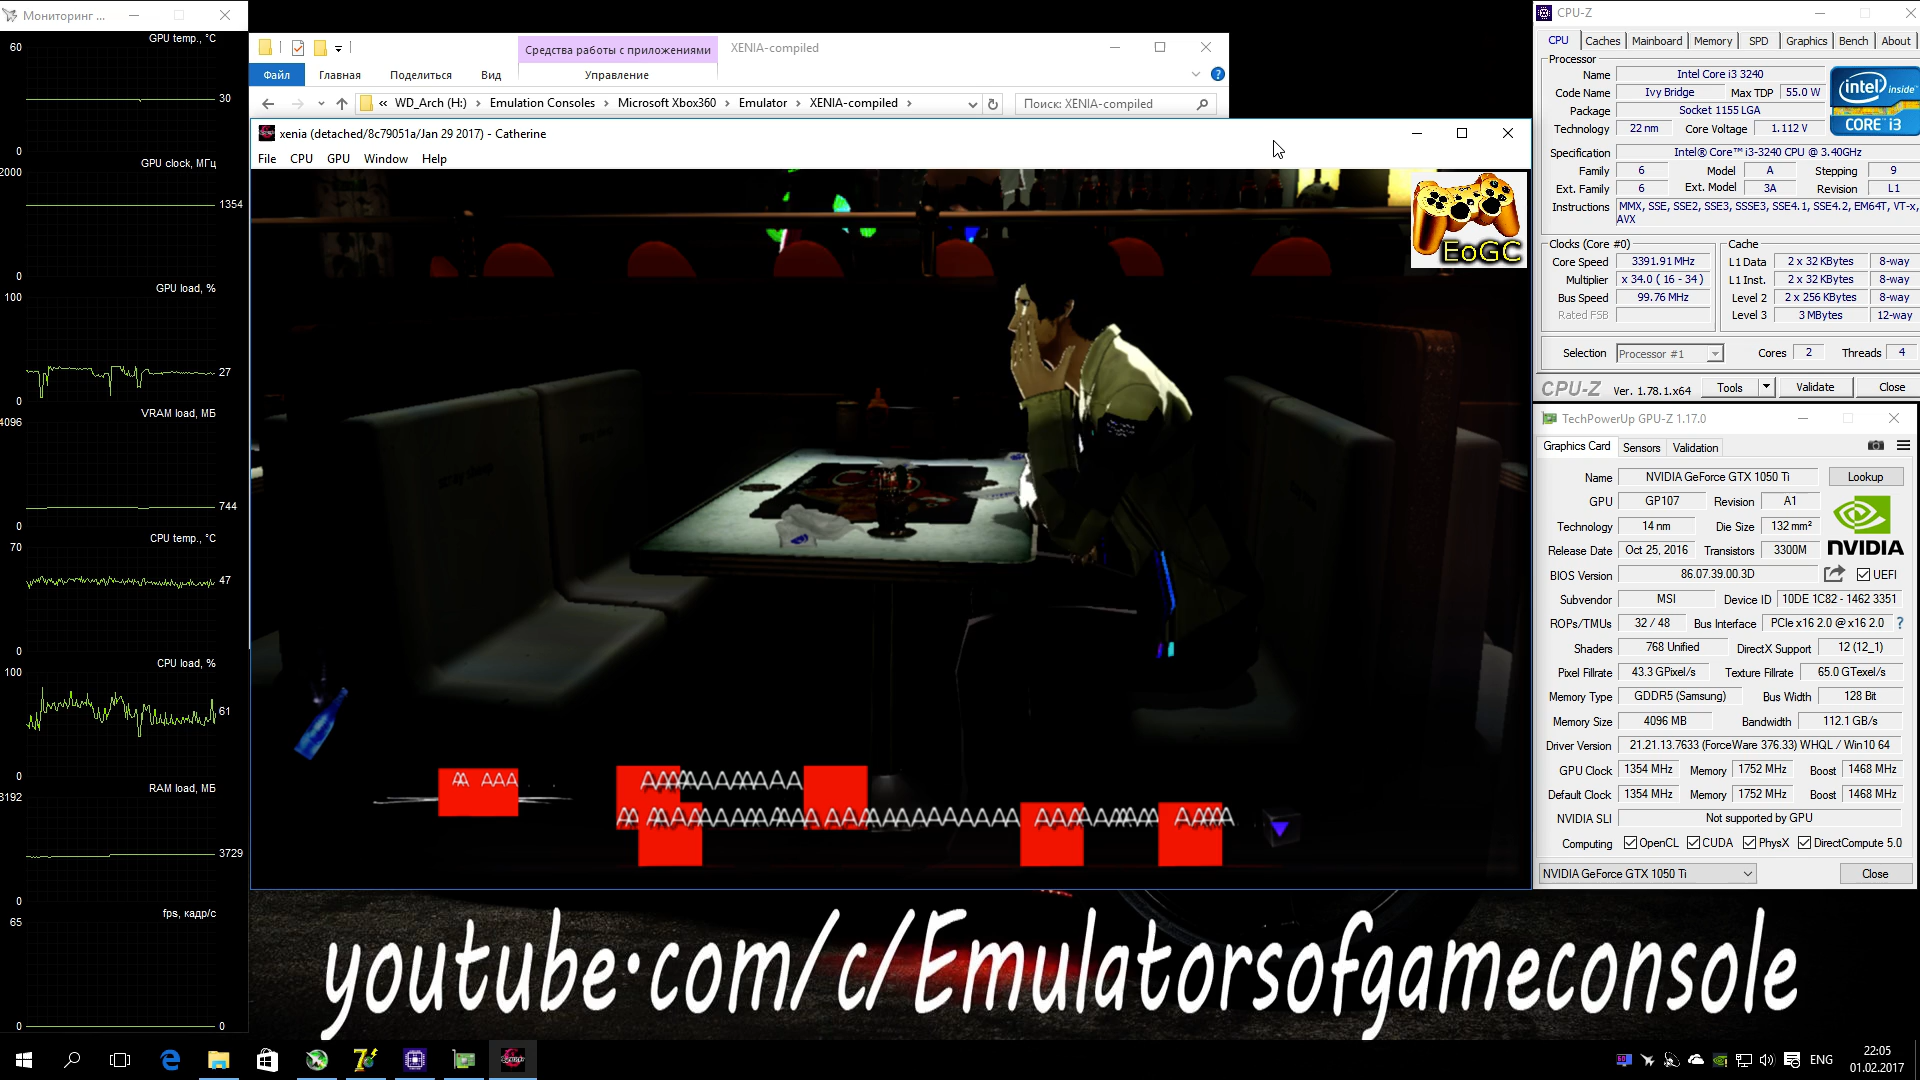 Мониторинг ...
GPU temp., °C
60
30
0
GPU clock, МГц
2000
1354
0
GPU load, %
100
27
0
VRAM load, МБ
4096
744
0
CPU temp., °C
70
47
0
CPU load, %
100
61
0
RAM load, МБ
8192
3729
0
fps, кадр/с
65
0
0
Средства работы с приложениями
XENIA-compiled
Файл
Главная
Поделиться
Вид
Управление
« WD_Arch (H:) › Emulation Consoles › Microsoft Xbox360 › Emulator › XENIA-compiled ›
Поиск: XENIA-compiled
xenia (detached/8c79051a/Jan 29 2017) - Catherine
File CPU GPU Window Help
EoGC
youtube.com/c/Emulatorsofgameconsole
CPU-Z
CPU Caches Mainboard Memory SPD Graphics Bench About
Processor
Name Intel Core i3 3240
Code Name Ivy Bridge Max TDP 55.0 W
Package Socket 1155 LGA
Technology 22 nm Core Voltage 1.112 V
intel inside™
CORE i3
Specification Intel® Core™ i3-3240 CPU @ 3.40GHz
Family 6 Model A Stepping 9
Ext. Family 6 Ext. Model 3A Revision L1
Instructions MMX, SSE, SSE2, SSE3, SSSE3, SSE4.1, SSE4.2, EM64T, VT-x,
AVX
Clocks (Core #0)
Core Speed 3391.91 MHz
Multiplier x 34.0 ( 16 - 34 )
Bus Speed 99.76 MHz
Rated FSB
Cache
L1 Data 2 x 32 KBytes 8-way
L1 Inst. 2 x 32 KBytes 8-way
Level 2 2 x 256 KBytes 8-way
Level 3 3 MBytes 12-way
Selection Processor #1 Cores 2 Threads 4
CPU-Z Ver. 1.78.1.x64 Tools Validate Close
TechPowerUp GPU-Z 1.17.0
Graphics Card Sensors Validation
Name NVIDIA GeForce GTX 1050 Ti Lookup
GPU GP107 Revision A1
Technology 14 nm Die Size 132 mm²
Release Date Oct 25, 2016 Transistors 3300M
NVIDIA
BIOS Version 86.07.39.00.3D UEFI
Subvendor MSI Device ID 10DE 1C82 - 1462 3351
ROPs/TMUs 32 / 48 Bus Interface PCIe x16 2.0 @ x16 2.0 ?
Shaders 768 Unified DirectX Support 12 (12_1)
Pixel Fillrate 43.3 GPixel/s Texture Fillrate 65.0 GTexel/s
Memory Type GDDR5 (Samsung) Bus Width 128 Bit
Memory Size 4096 MB Bandwidth 112.1 GB/s
Driver Version 21.21.13.7633 (ForceWare 376.33) WHQL / Win10 64
GPU Clock 1354 MHz Memory 1752 MHz Boost 1468 MHz
Default Clock 1354 MHz Memory 1752 MHz Boost 1468 MHz
NVIDIA SLI Not supported by GPU
Computing OpenCL CUDA PhysX DirectCompute 5.0
NVIDIA GeForce GTX 1050 Ti Close
ENG
22:05
01.02.2017